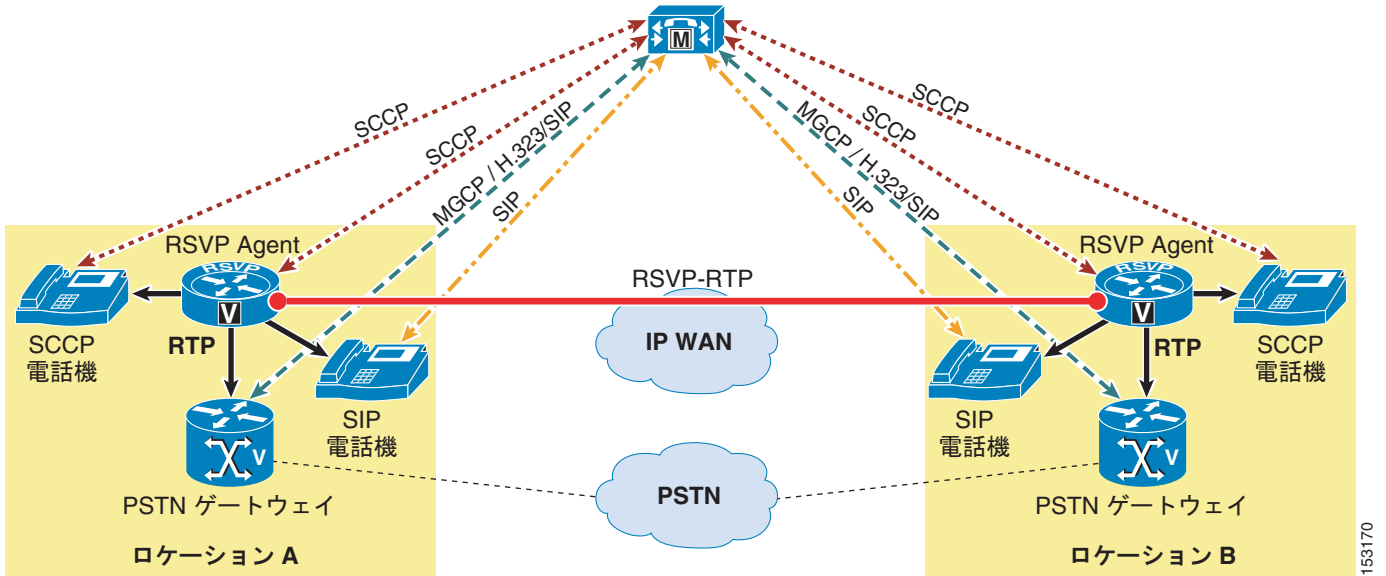 M
SCCP
SCCP
MGCP / H.323/SIP
SIP
SCCP
SCCP
MGCP / H.323/SIP
SIP
RSVP Agent
RSVP
V
SCCP
電話機
RTP
SIP
電話機
V
PSTN ゲートウェイ
ロケーション A
RSVP-RTP
IP WAN
PSTN
RSVP Agent
RSVP
V
RTP
SCCP
電話機
SIP
電話機
V
PSTN ゲートウェイ
ロケーション B
153170